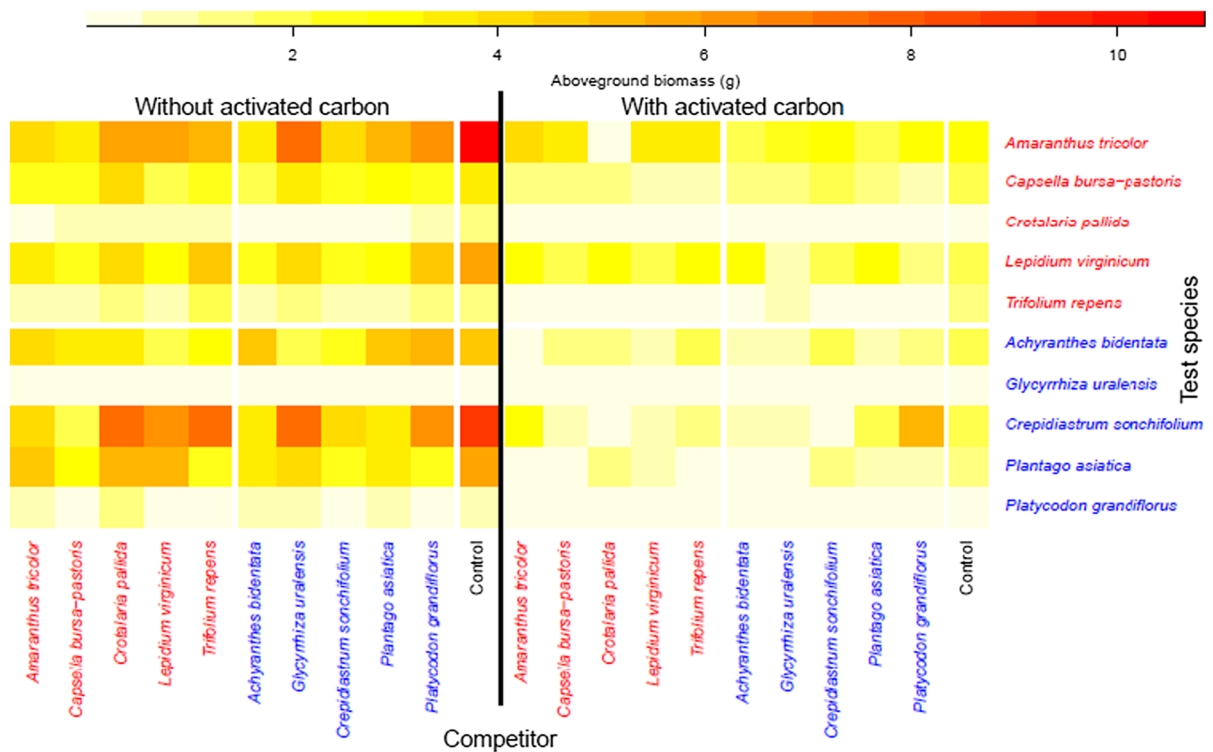 2 4 6 8 10
Aboveground biomass (g)
Without activated carbon
With activated carbon
Amaranthus tricolor
Capsella bursa-pastoris
Crotalaria pallida
Lepidium virginicum
Trifolium repens
Achyranthes bidentata
Glycyrrhiza uralensis
Crepidiastrum sonchifolium
Plantago asiatica
Platycodon grandiflorus
Test species
Amaranthus tricolor
Capsella bursa-pastoris
Crotalaria pallida
Lepidium virginicum
Trifolium repens
Achyranthes bidentata
Glycyrrhiza uralensis
Crepidiastrum sonchifolium
Plantago asiatica
Platycodon grandiflorus
Control
Amaranthus tricolor
Capsella bursa-pastoris
Crotalaria pallida
Lepidium virginicum
Trifolium repens
Achyranthes bidentata
Glycyrrhiza uralensis
Crepidiastrum sonchifolium
Plantago asiatica
Platycodon grandiflorus
Control
Competitor